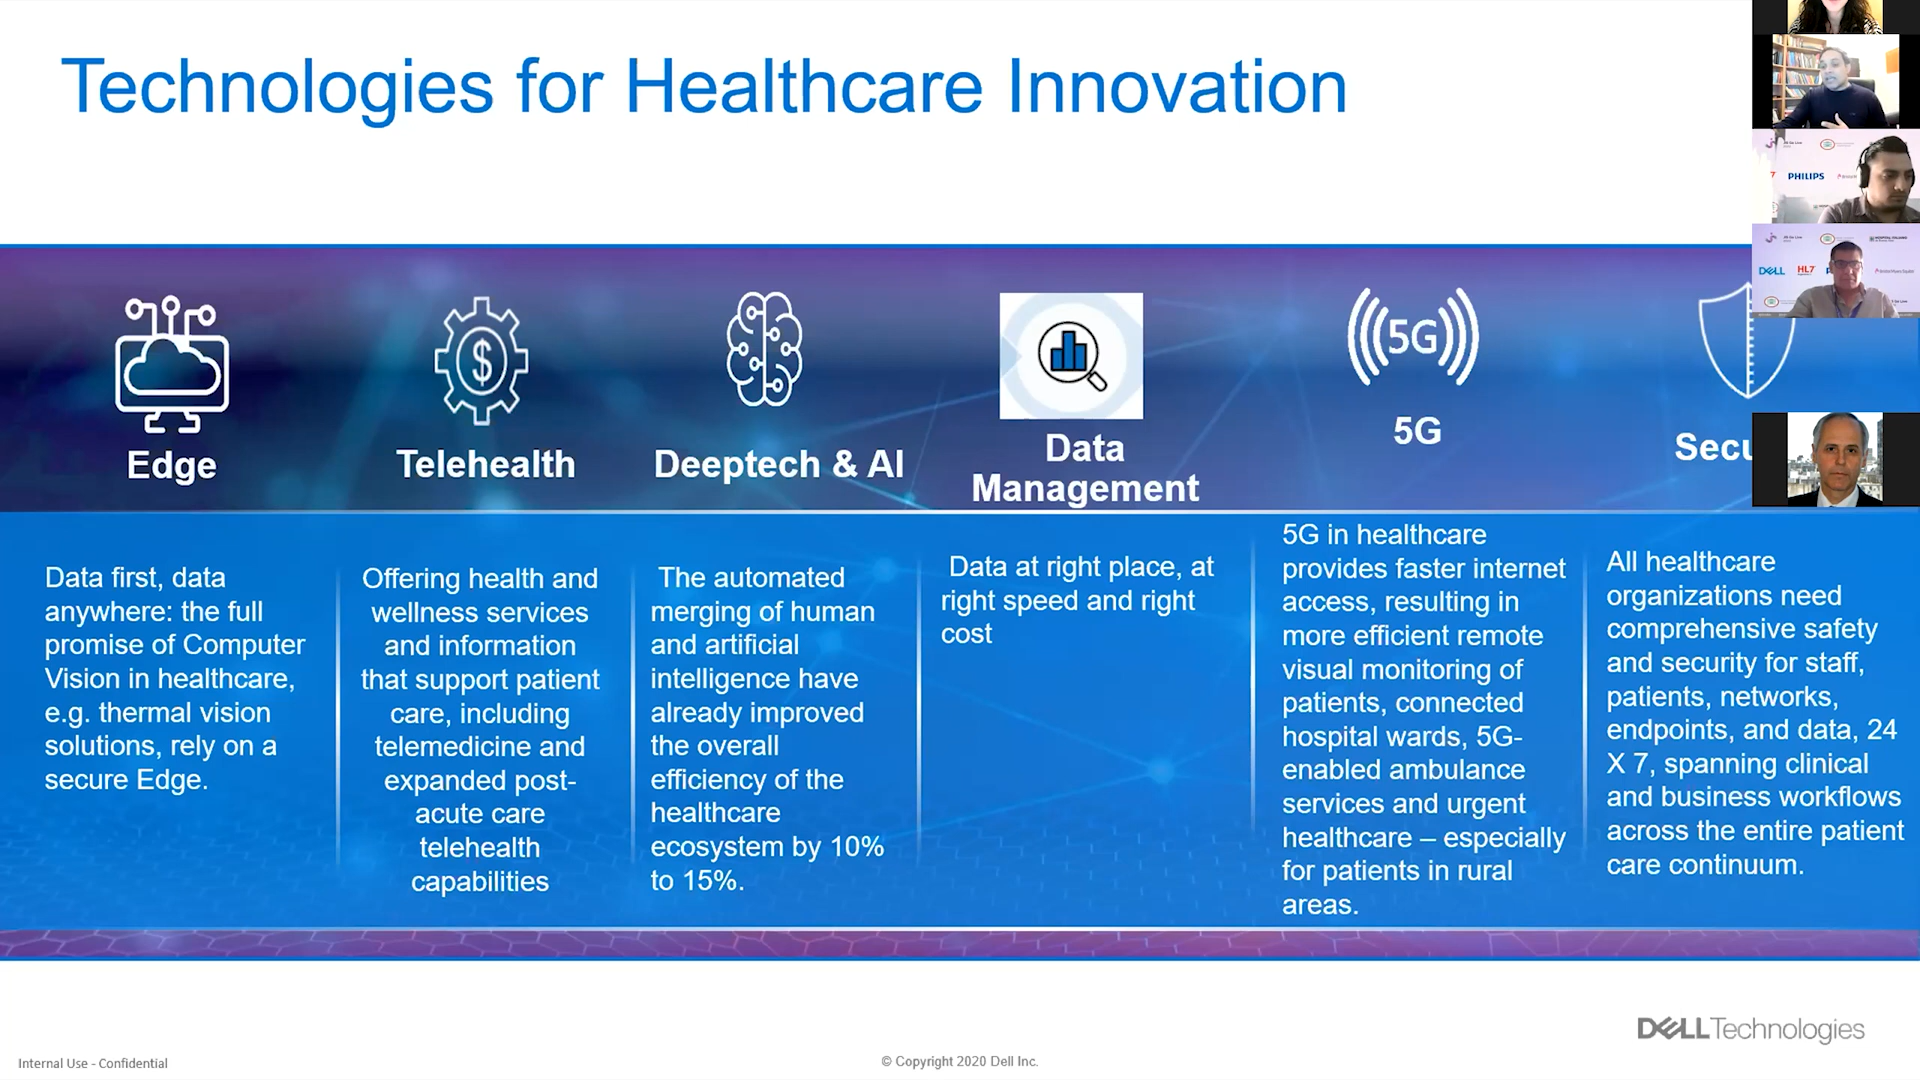 Technologies for Healthcare Innovation
Edge
Data first, data
anywhere: the full
promise of Computer
Vision in healthcare,
e.g. thermal vision
solutions, rely on a
secure Edge.
$
Telehealth
Offering health and
wellness services
and information
that support patient
care, including
telemedicine and
expanded post-
acute care
telehealth
capabilities
Deeptech & AI
The automated
merging of human
and artificial
intelligence have
already improved
the overall
efficiency of the
healthcare
ecosystem by 10%
to 15%.
Data
Management
Data at right place, at
right speed and right
cost
5G
5G
5G in healthcare
provides faster internet
access, resulting in
more efficient remote
visual monitoring of
patients, connected
hospital wards, 5G-
enabled ambulance
services and urgent
healthcare – especially
for patients in rural
areas.
Secu
All healthcare
organizations need
comprehensive safety
and security for staff,
patients, networks,
endpoints, and data, 24
X 7, spanning clinical
and business workflows
across the entire patient
care continuum.
PHILIPS
DELL
HL7
DELLTechnologies
Internal Use - Confidential
© Copyright 2020 Dell Inc.